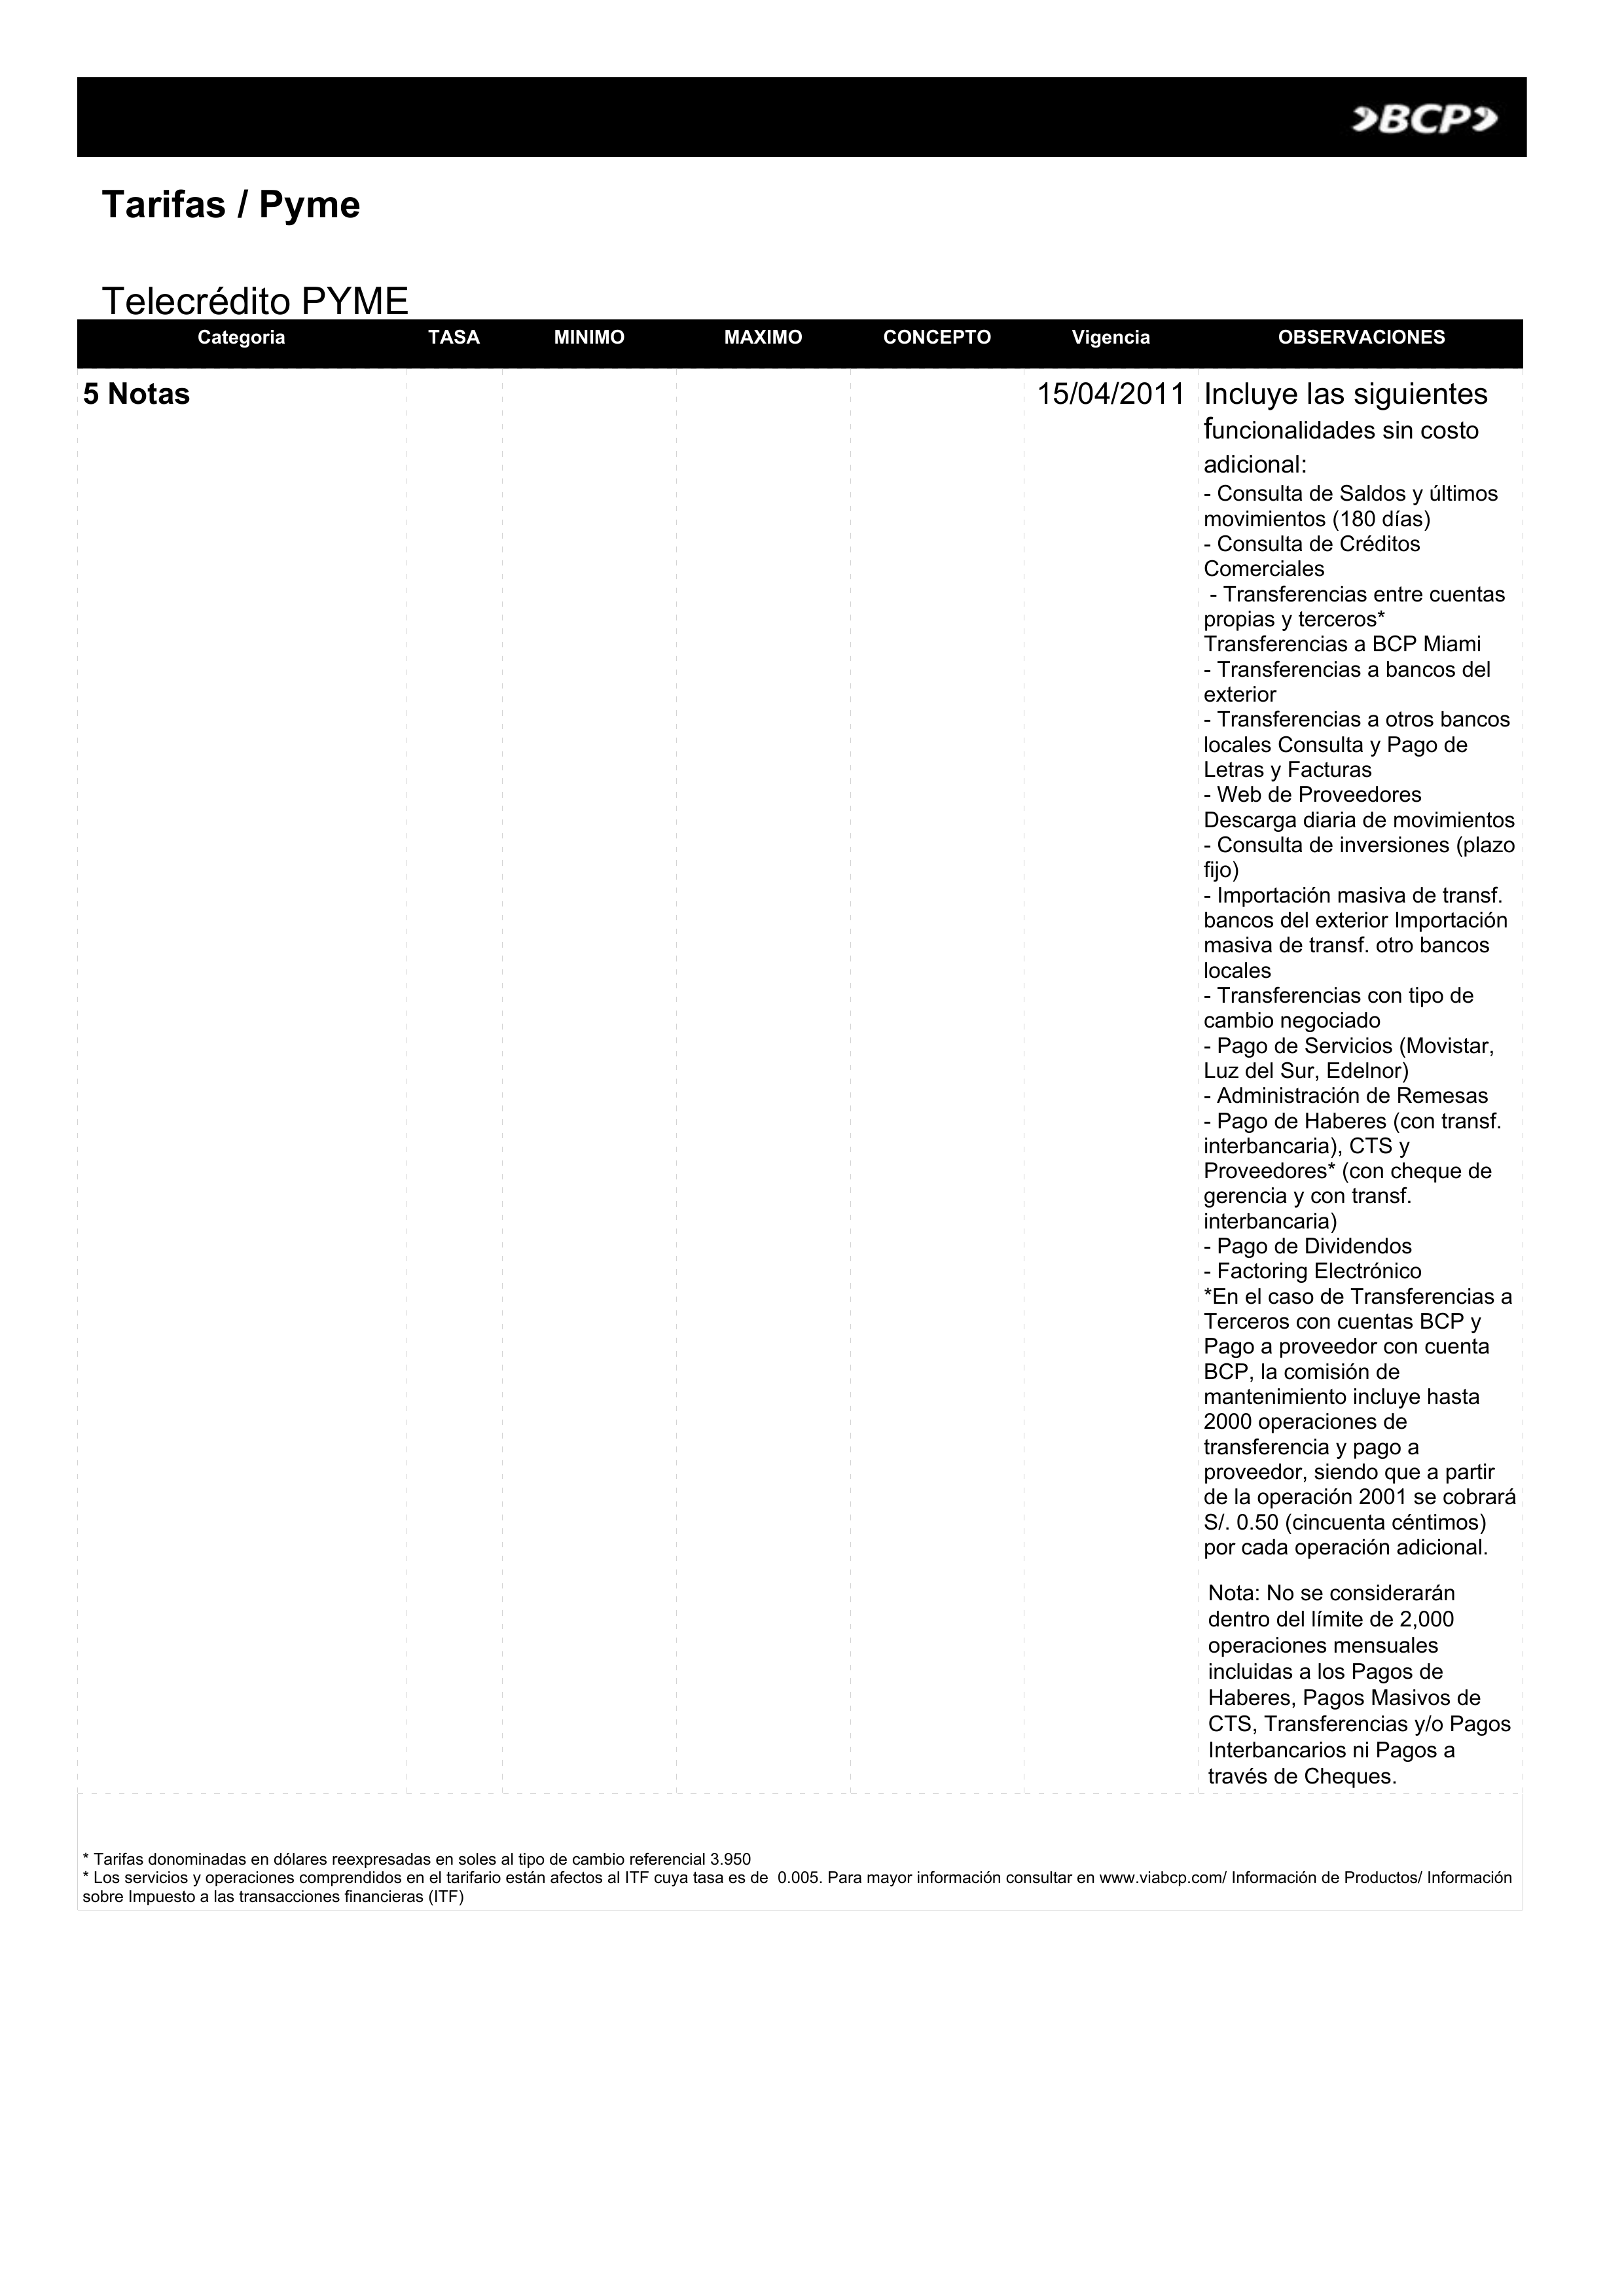 BCP
Tarifas / Pyme
Telecrédito PYME
Categoria TASA MINIMO MAXIMO CONCEPTO Vigencia OBSERVACIONES
5 Notas 15/04/2011 Incluye las siguientes
funcionalidades sin costo
adicional:
- Consulta de Saldos y últimos
movimientos (180 días)
- Consulta de Créditos
Comerciales
- Transferencias entre cuentas
propias y terceros*
Transferencias a BCP Miami
- Transferencias a bancos del
exterior
- Transferencias a otros bancos
locales Consulta y Pago de
Letras y Facturas
- Web de Proveedores
Descarga diaria de movimientos
- Consulta de inversiones (plazo
fijo)
- Importación masiva de transf.
bancos del exterior Importación
masiva de transf. otro bancos
locales
- Transferencias con tipo de
cambio negociado
- Pago de Servicios (Movistar,
Luz del Sur, Edelnor)
- Administración de Remesas
- Pago de Haberes (con transf.
interbancaria), CTS y
Proveedores* (con cheque de
gerencia y con transf.
interbancaria)
- Pago de Dividendos
- Factoring Electrónico
*En el caso de Transferencias a
Terceros con cuentas BCP y
Pago a proveedor con cuenta
BCP, la comisión de
mantenimiento incluye hasta
2000 operaciones de
transferencia y pago a
proveedor, siendo que a partir
de la operación 2001 se cobrará
S/. 0.50 (cincuenta céntimos)
por cada operación adicional.
Nota: No se considerarán
dentro del límite de 2,000
operaciones mensuales
incluidas a los Pagos de
Haberes, Pagos Masivos de
CTS, Transferencias y/o Pagos
Interbancarios ni Pagos a
través de Cheques.
* Tarifas donominadas en dólares reexpresadas en soles al tipo de cambio referencial 3.950
* Los servicios y operaciones comprendidos en el tarifario están afectos al ITF cuya tasa es de 0.005. Para mayor información consultar en www.viabcp.com/ Información de Productos/ Información
sobre Impuesto a las transacciones financieras (ITF)